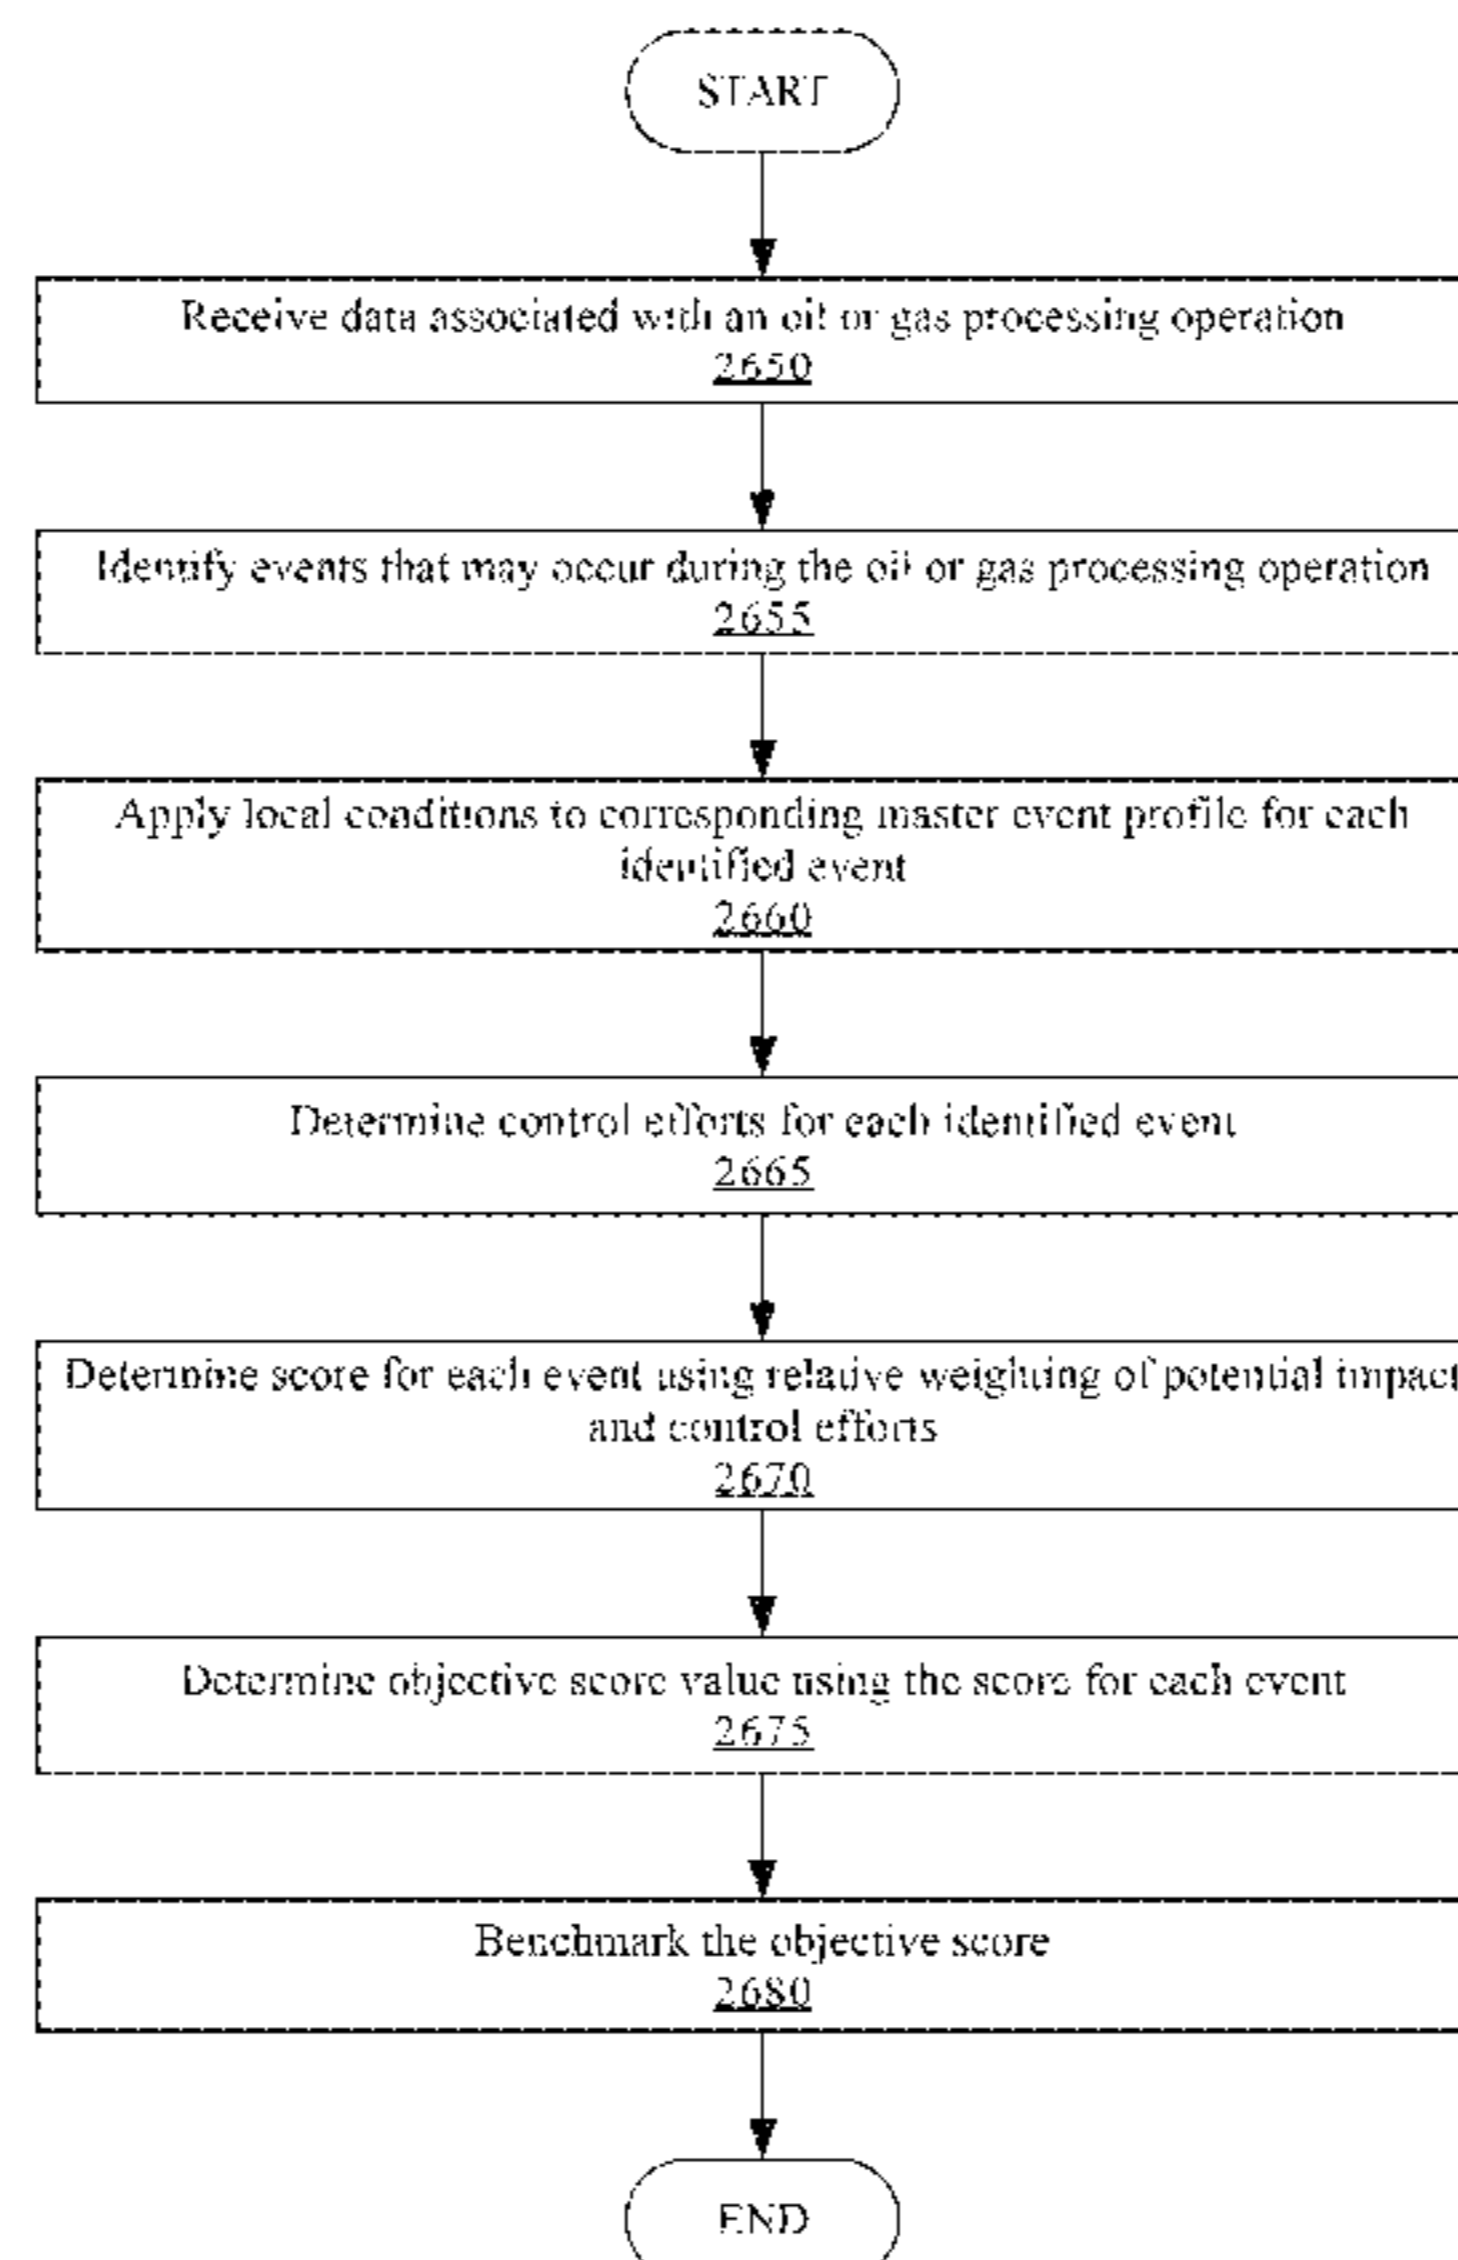 START
Receive data associated with an oil or gas processing operation
2650
Identify events that may occur during the oil or gas processing operation
2655
Apply local conditions to corresponding master event profile for each
identified event
2660
Determine control efforts for each identified event
2665
Determine score for each event using relative weighting of potential impact
and control efforts
2670
Determine objective score value using the score for each event
2675
Benchmark the objective score
2680
END